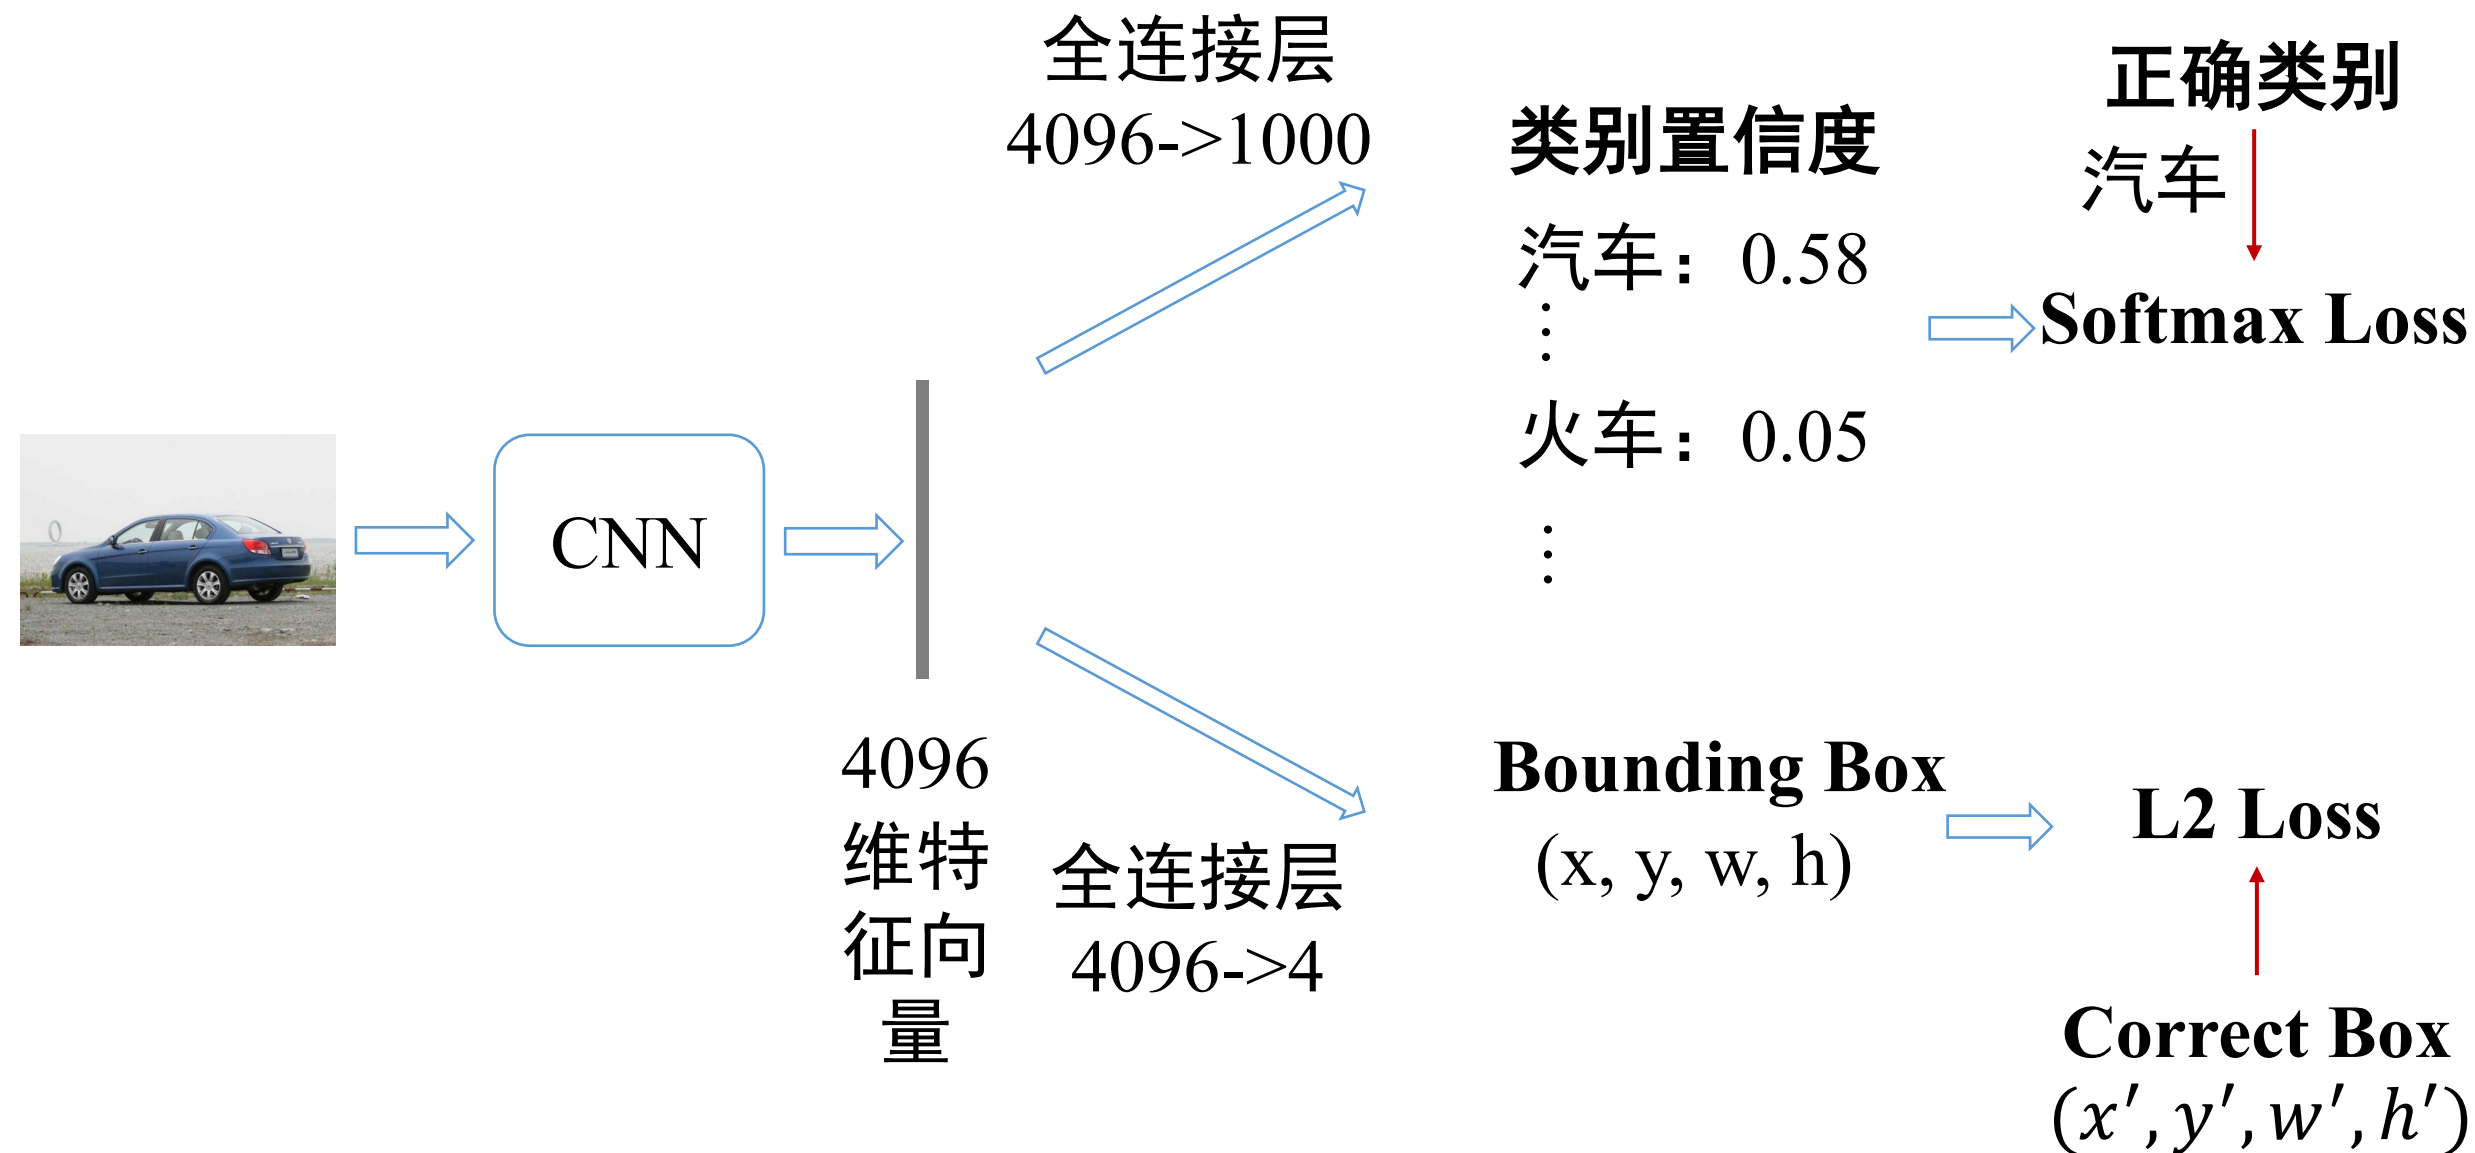 全连接层
4096->1000
类别置信度
汽车：0.58
⋮
火车：0.05
⋮
正确类别
汽车
Softmax Loss
CNN
4096
维特
征向
量
全连接层
4096->4
Bounding Box
(x, y, w, h)
L2 Loss
Correct Box
(x′, y′, w′, h′)